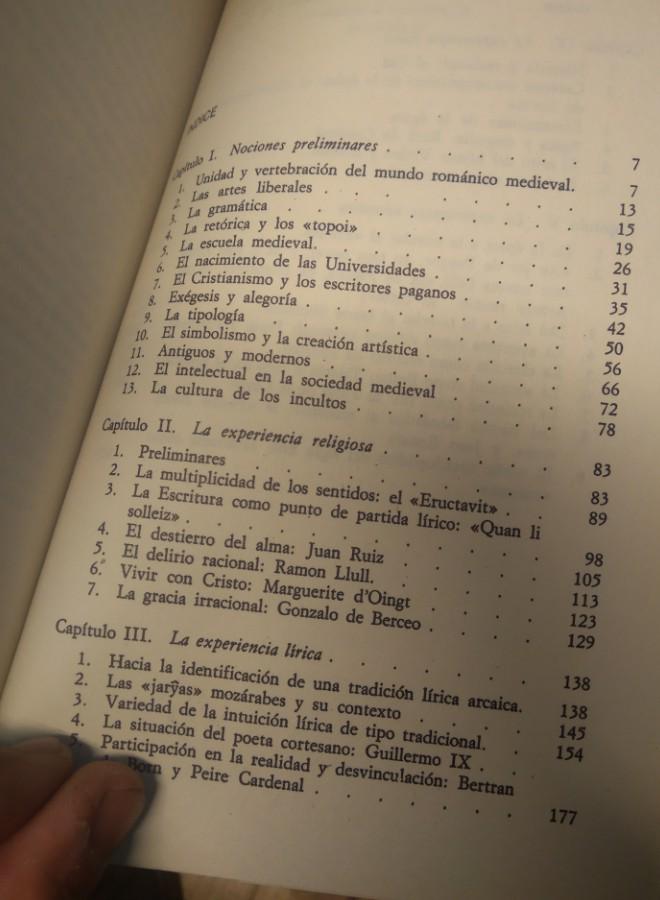 INDICE
Capítulo I. Nociones preliminares . . . . . . 7
1. Unidad y vertebración del mundo románico medieval. 7
2. Las artes liberales . . . . . . . 13
3. La gramática . . . . . . . . 15
4. La retórica y los «topoi» . . . . . . 19
5. La escuela medieval. . . . . . . 26
6. El nacimiento de las Universidades . . . . 31
7. El Cristianismo y los escritores paganos . . . . 35
8. Exégesis y alegoría . . . . . . . 42
9. La tipología . . . . . . . . 50
10. El simbolismo y la creación artística . . . . 56
11. Antiguos y modernos . . . . . . 66
12. El intelectual en la sociedad medieval . . . . 72
13. La cultura de los incultos . . . . . . 78
Capítulo II. La experiencia religiosa . . . . . 83
1. Preliminares . . . . . . . . 83
2. La multiplicidad de los sentidos: el «Eructavit» . . 89
3. La Escritura como punto de partida lírico: «Quan li
solleiz» . . . . . . . . . 98
4. El destierro del alma: Juan Ruiz . . . . . 105
5. El delirio racional: Ramon Llull. . . . . . 113
6. Vivir con Cristo: Marguerite d'Oingt . . . . 123
7. La gracia irracional: Gonzalo de Berceo . . . . 129
Capítulo III. La experiencia lírica . . . . . . 138
1. Hacia la identificación de una tradición lírica arcaica. 138
2. Las «jarŷas» mozárabes y su contexto . . . . 145
3. Variedad de la intuición lírica de tipo tradicional. . 154
4. La situación del poeta cortesano: Guillermo IX . .
5. Participación en la realidad y desvinculación: Bertran
Born y Peire Cardenal . . . . . . 177